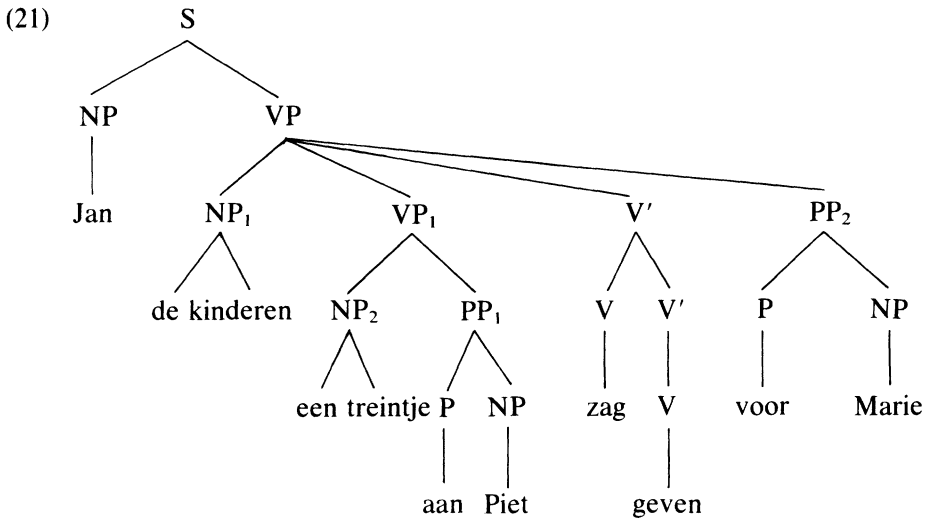 (21) S
NP VP
Jan NP₁ VP₁ V′ PP₂
de kinderen NP₂ PP₁ V V′ P NP
een treintje P NP zag V voor Marie
aan Piet geven